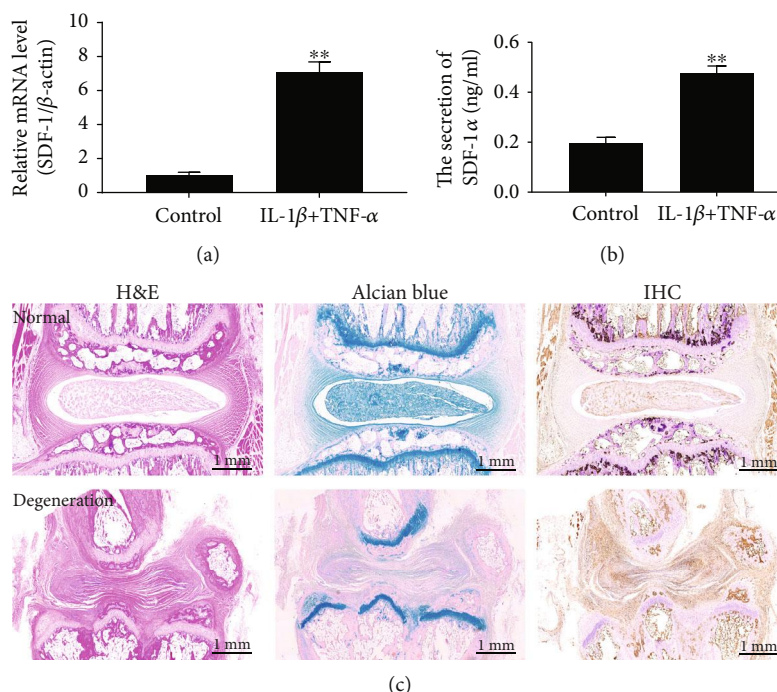 Relative mRNA level
(SDF-1/β-actin)
10
8
6
4
2
0
**
Control
IL-1β+TNF-α
(a)
The secretion of
SDF-1α (ng/ml)
0.6
0.4
0.2
0.0
**
Control
IL-1β+TNF-α
(b)
H&E
Alcian blue
IHC
Normal
1 mm
1 mm
1 mm
Degeneration
1 mm
1 mm
1 mm
(c)